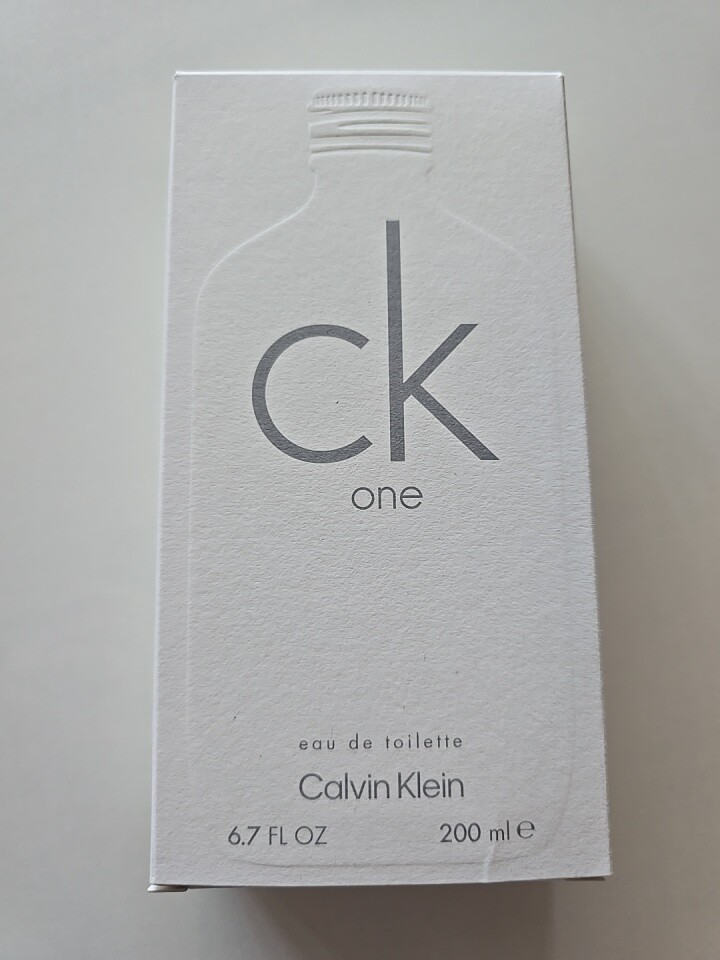 ck
one
eau de toilette
Calvin Klein
6.7 FL OZ 200 ml ℮